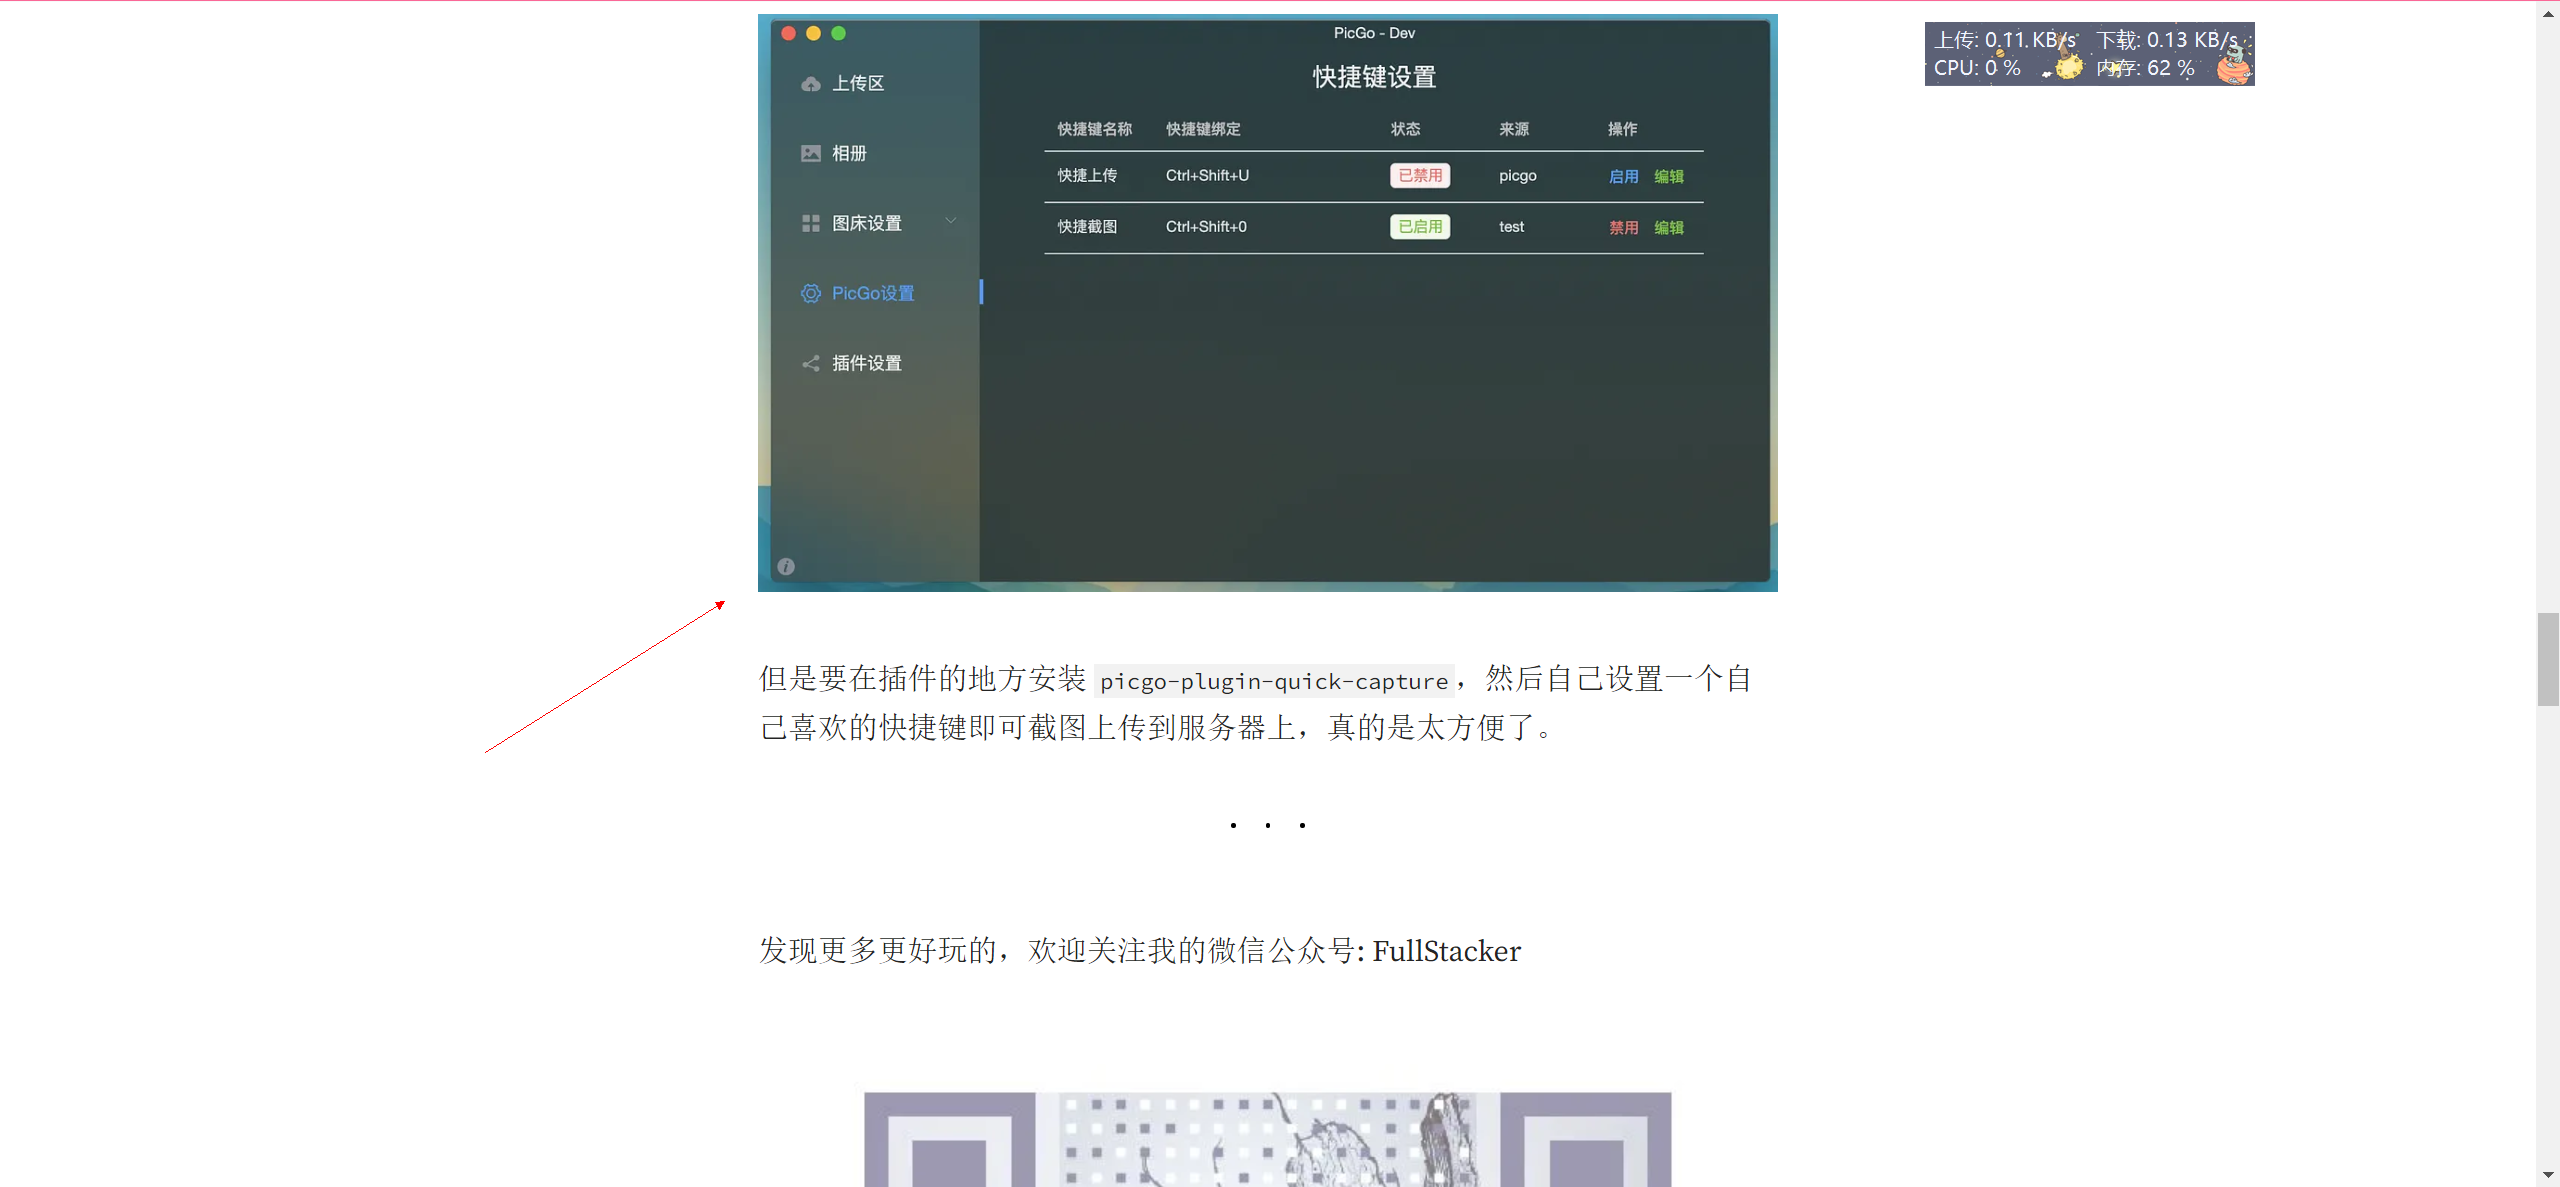 PicGo - Dev
上传: 0.11 KB/s 下载: 0.13 KB/s
CPU: 0 % 内存: 62 %
上传区
相册
图床设置
PicGo设置
插件设置
快捷键设置
快捷键名称 快捷键绑定 状态 来源 操作
快捷上传 Ctrl+Shift+U 已禁用 picgo 启用 编辑
快捷截图 Ctrl+Shift+0 已启用 test 禁用 编辑
但是要在插件的地方安装 picgo-plugin-quick-capture，然后自己设置一个自
己喜欢的快捷键即可截图上传到服务器上，真的是太方便了。
. . .
发现更多更好玩的，欢迎关注我的微信公众号: FullStacker